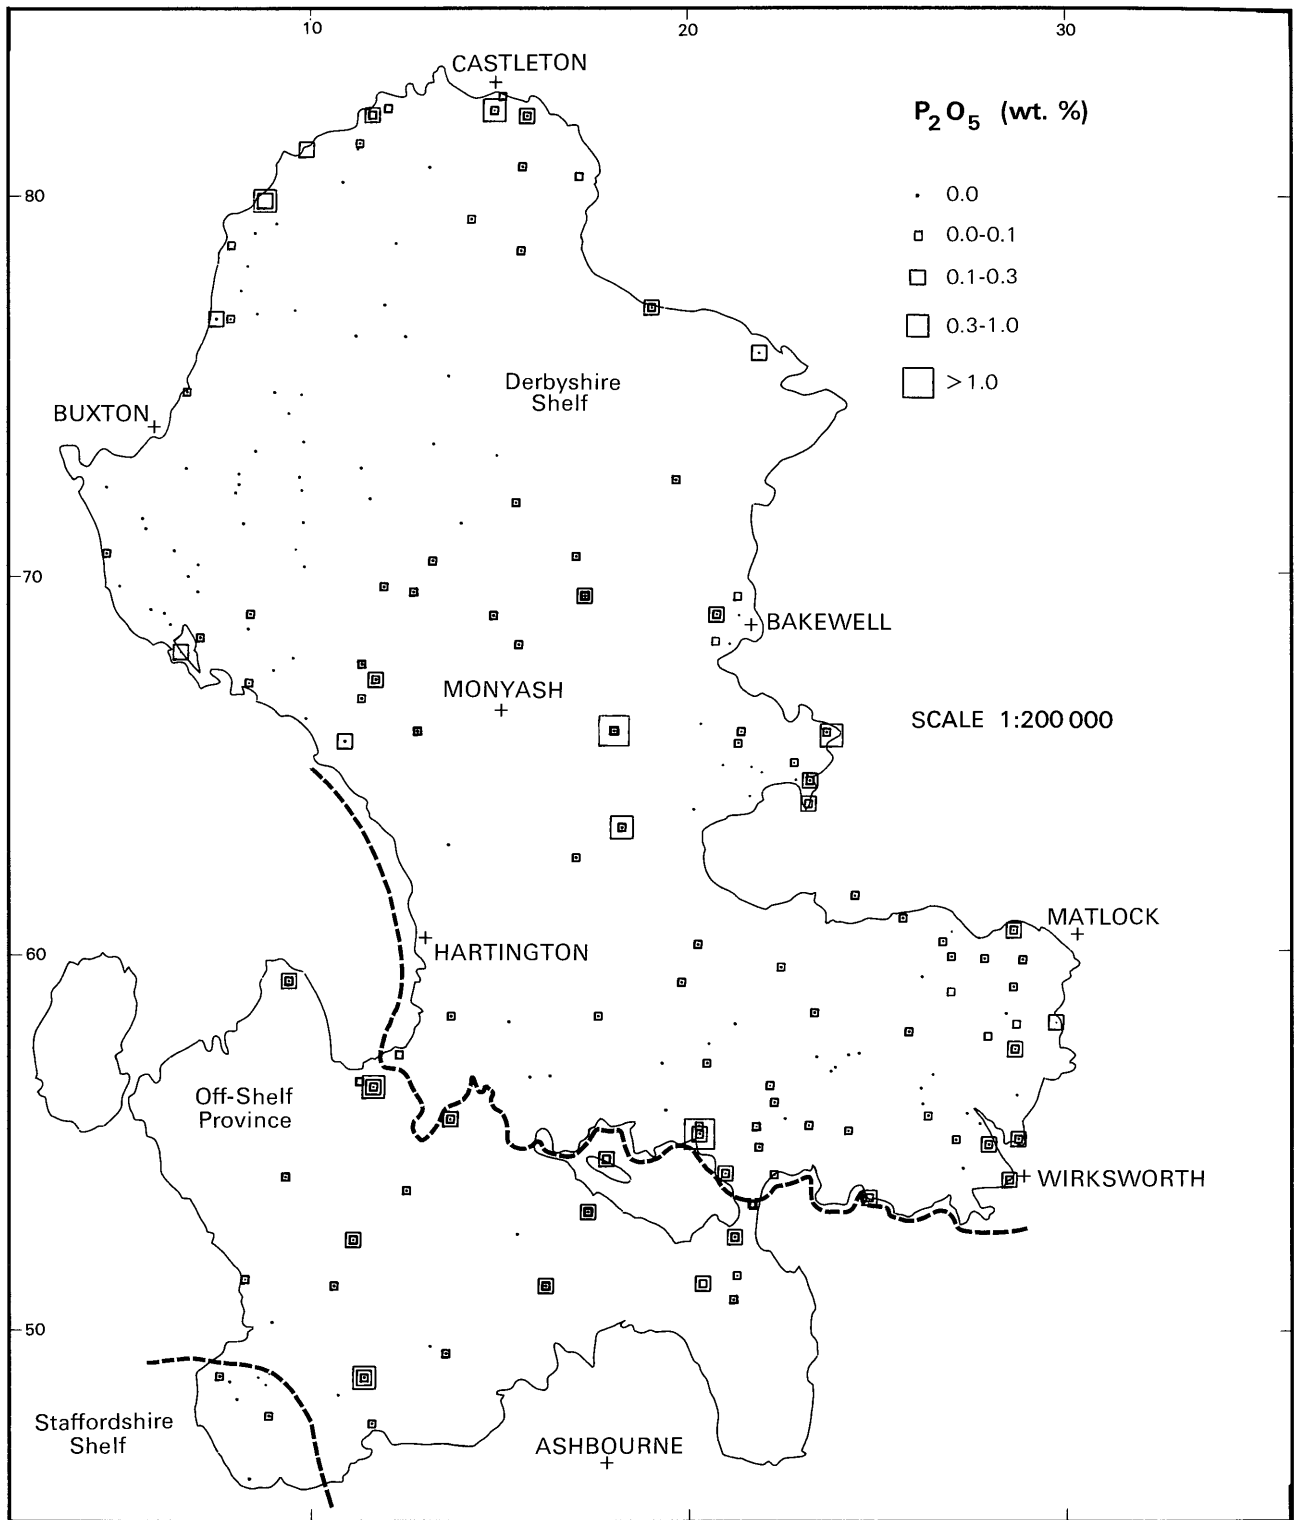 10 20 30
CASTLETON
P2O5 (wt. %)
0.0
0.0-0.1
0.1-0.3
0.3-1.0
>1.0
80
Derbyshire
Shelf
BUXTON
70
BAKEWELL
MONYASH
SCALE 1:200 000
MATLOCK
60
HARTINGTON
Off-Shelf
Province
WIRKSWORTH
50
Staffordshire
Shelf
ASHBOURNE